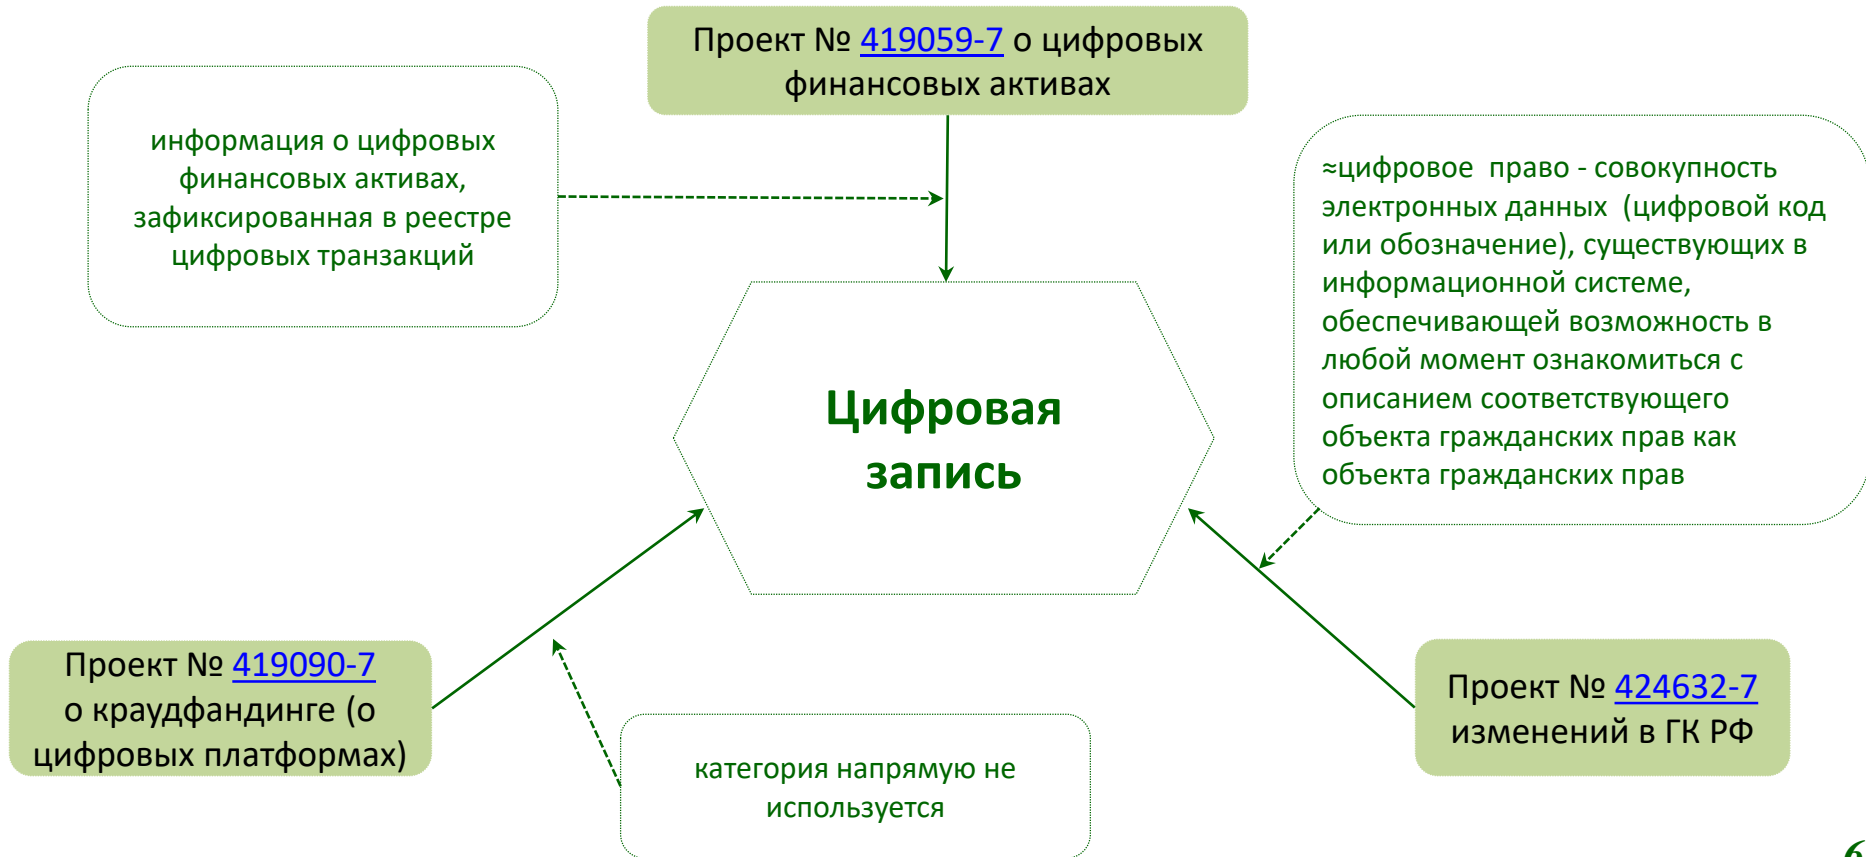 Проект № 419059-7 о цифровых
финансовых активах
информация о цифровых
финансовых активах,
зафиксированная в реестре
цифровых транзакций
≈цифровое право - совокупность
электронных данных (цифровой код
или обозначение), существующих в
информационной системе,
обеспечивающей возможность в
любой момент ознакомиться с
описанием соответствующего
объекта гражданских прав как
объекта гражданских прав
Цифровая
запись
Проект № 419090-7
о краудфандинге (о
цифровых платформах)
категория напрямую не
используется
Проект № 424632-7
изменений в ГК РФ
6